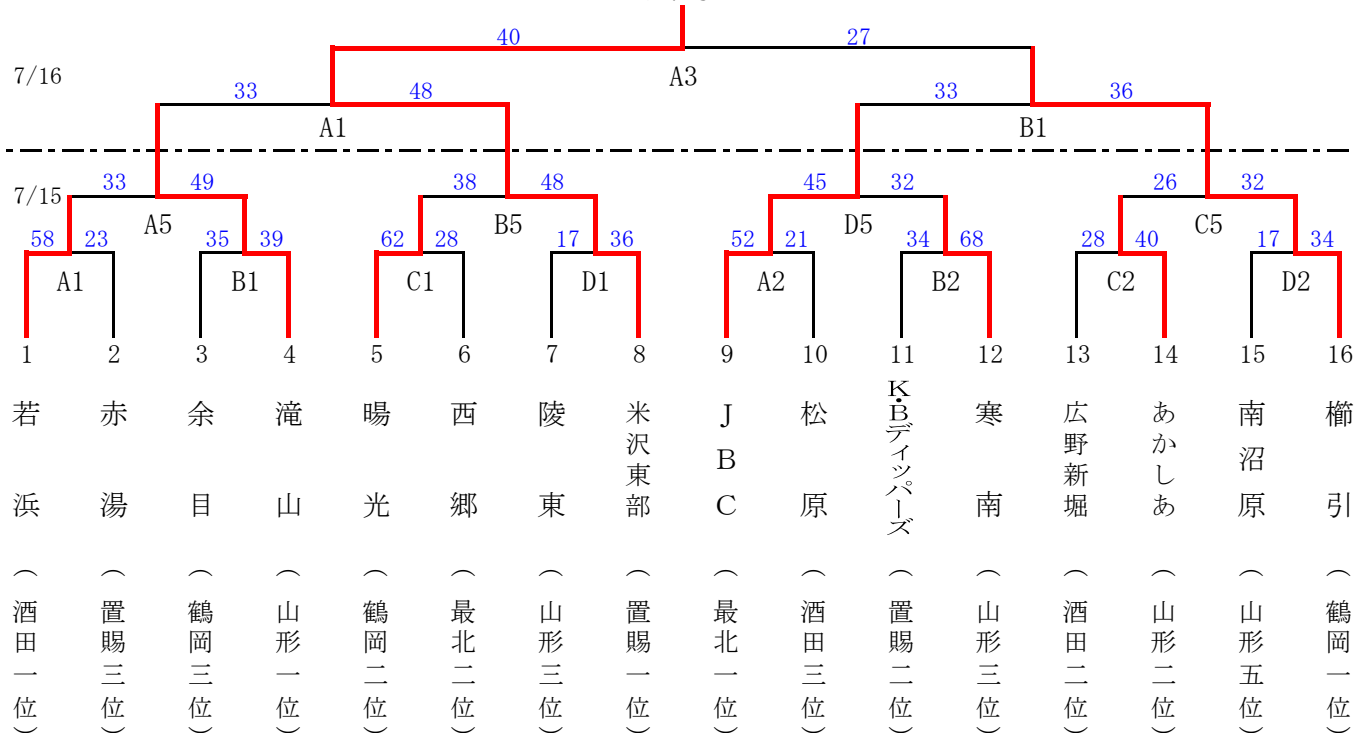 40 27
7/16
A3
33 48 33 36
A1 B1
7/15
33 49 38 48 45 32 26 32
A5 B5 D5 C5
58 23 35 39 62 28 17 36 52 21 34 68 28 40 17 34
A1 B1 C1 D1 A2 B2 C2 D2
1 2 3 4 5 6 7 8 9 10 11 12 13 14 15 16
若浜（酒田一位）
赤湯（置賜三位）
余目（鶴岡三位）
滝山（山形一位）
暘光（鶴岡二位）
西郷（最北二位）
陵東（山形三位）
米沢東部（置賜一位）
JBC（最北一位）
松原（酒田三位）
K・Bディッパーズ（置賜二位）
寒南（山形三位）
広野新堀（酒田二位）
あかしあ（山形二位）
南沼原（山形五位）
櫛引（鶴岡一位）